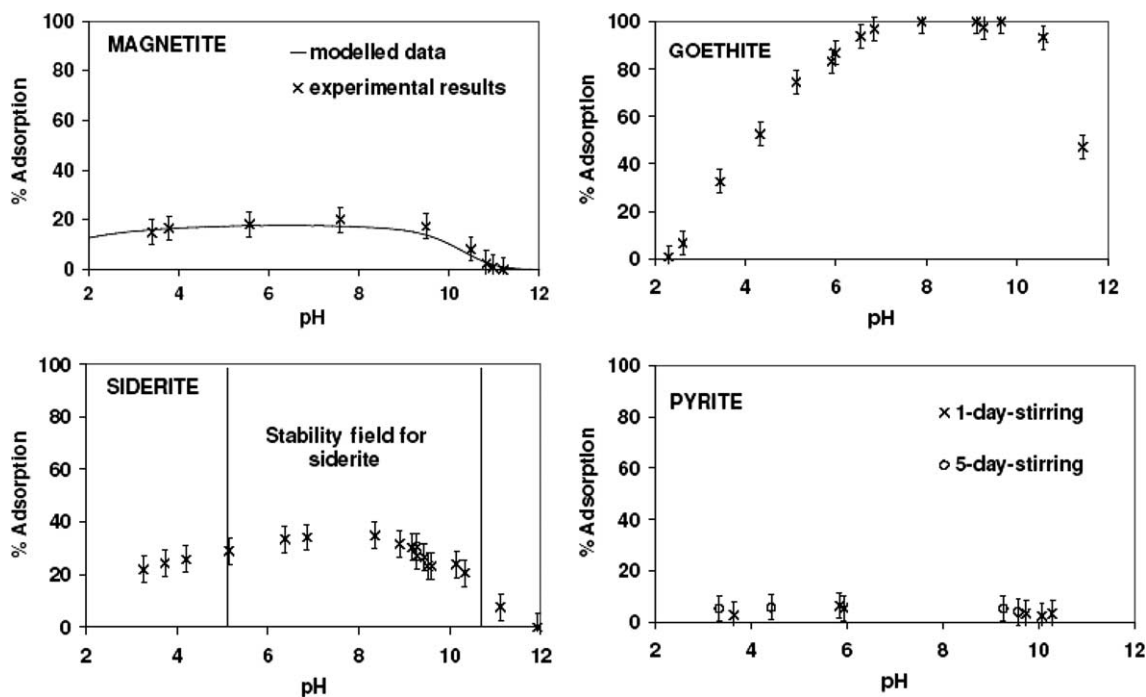 MAGNETITE
modelled data
experimental results
% Adsorption
100
80
60
40
20
0
2 4 6 8 10 12
pH
GOETHITE
% Adsorption
100
80
60
40
20
0
2 4 6 8 10 12
pH
SIDERITE
Stability field for
siderite
% Adsorption
100
80
60
40
20
0
2 4 6 8 10 12
pH
PYRITE
1-day-stirring
5-day-stirring
% Adsorption
100
80
60
40
20
0
2 4 6 8 10 12
pH